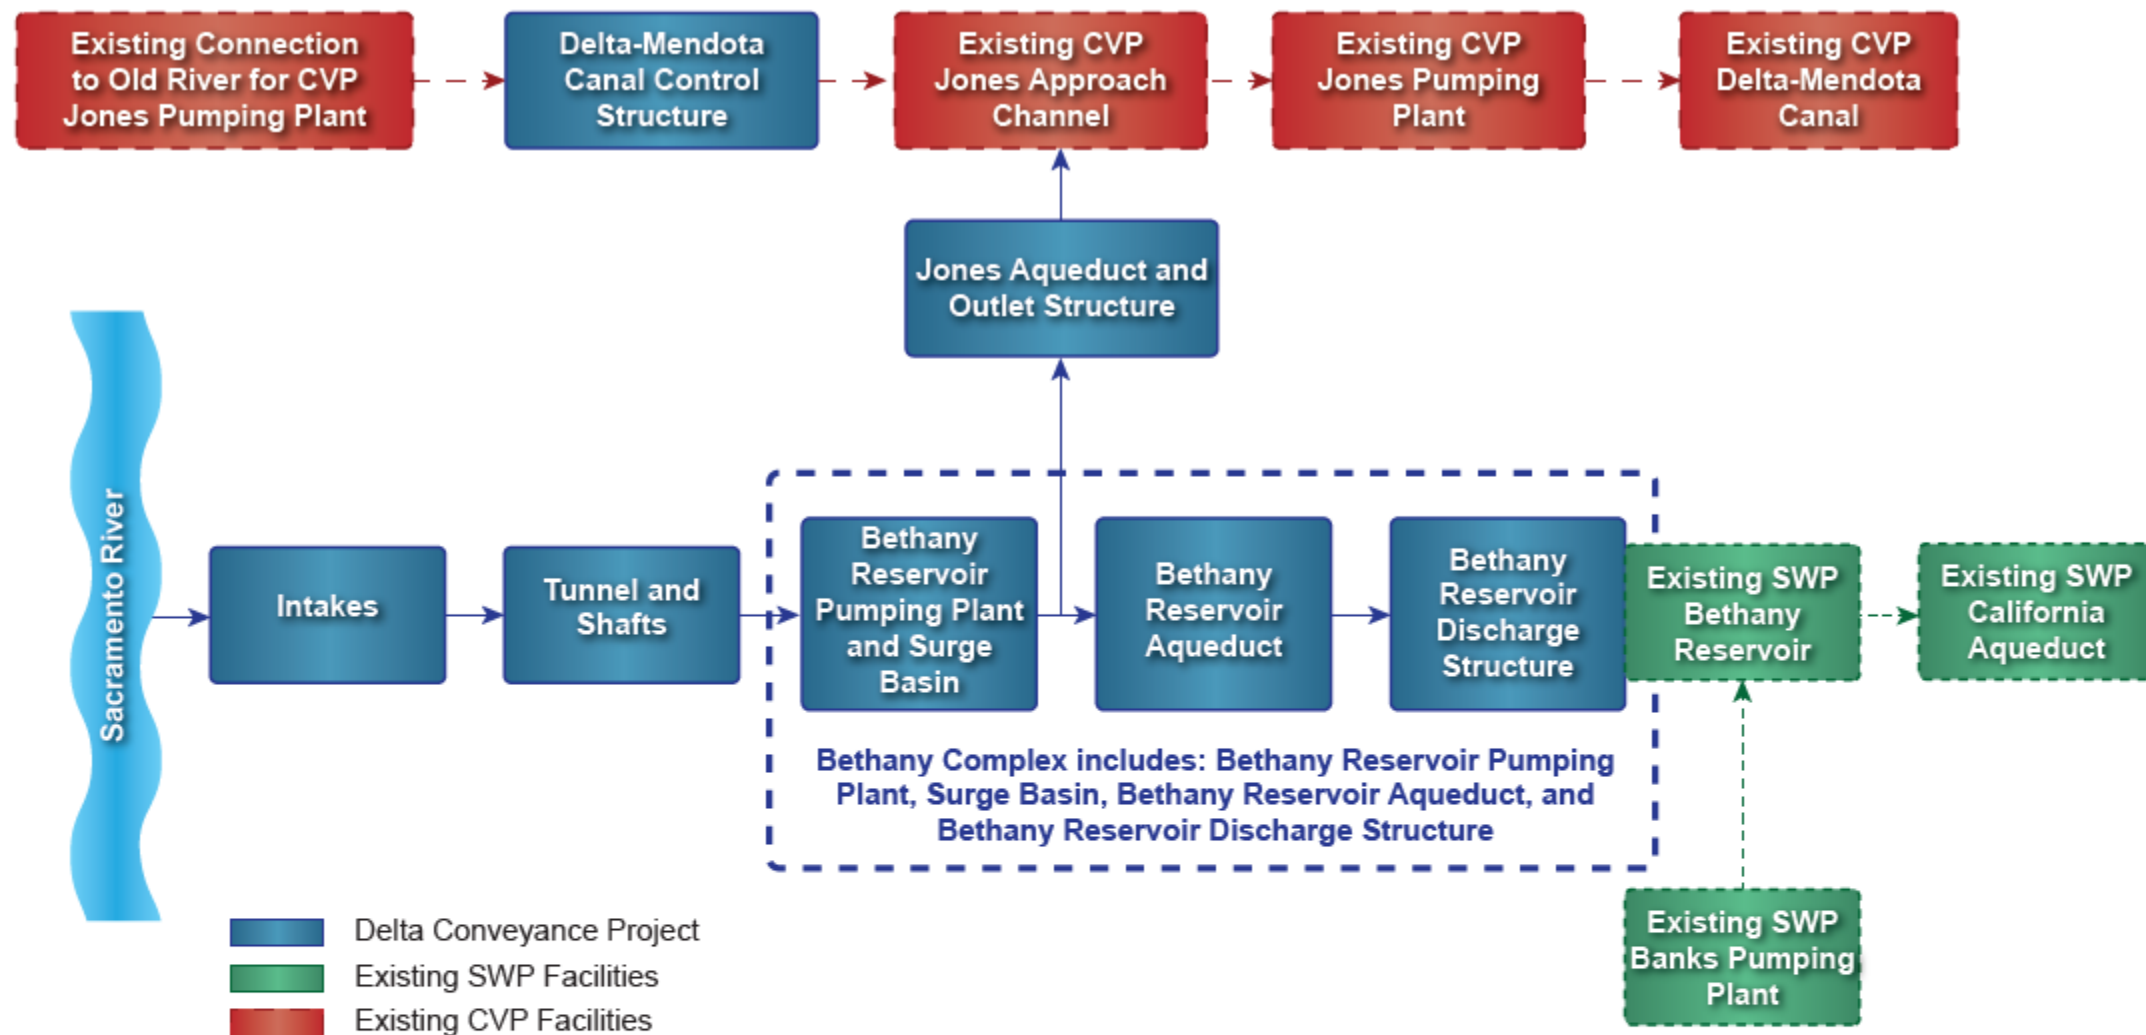 Existing Connection
to Old River for CVP
Jones Pumping Plant
Delta-Mendota
Canal Control
Structure
Existing CVP
Jones Approach
Channel
Existing CVP
Jones Pumping
Plant
Existing CVP
Delta-Mendota
Canal
Jones Aqueduct and
Outlet Structure
Sacramento River
Intakes
Tunnel and
Shafts
Bethany
Reservoir
Pumping Plant
and Surge
Basin
Bethany
Reservoir
Aqueduct
Bethany
Reservoir
Discharge
Structure
Existing SWP
Bethany
Reservoir
Existing SWP
California
Aqueduct
Bethany Complex includes: Bethany Reservoir Pumping
Plant, Surge Basin, Bethany Reservoir Aqueduct, and
Bethany Reservoir Discharge Structure
Existing SWP
Banks Pumping
Plant
Delta Conveyance Project
Existing SWP Facilities
Existing CVP Facilities